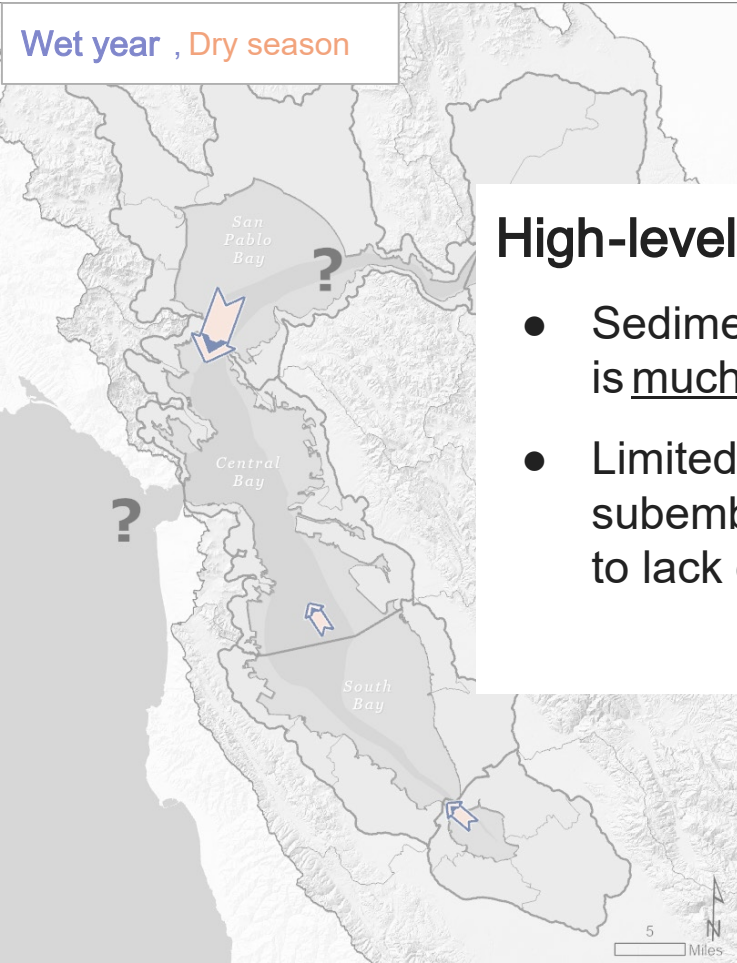 Wet year , Dry season
San
Pablo
Bay
?
High-level
● Sedime
is much
● Limited
subemb
to lack
Central
Bay
?
South
Bay
5
N
Miles